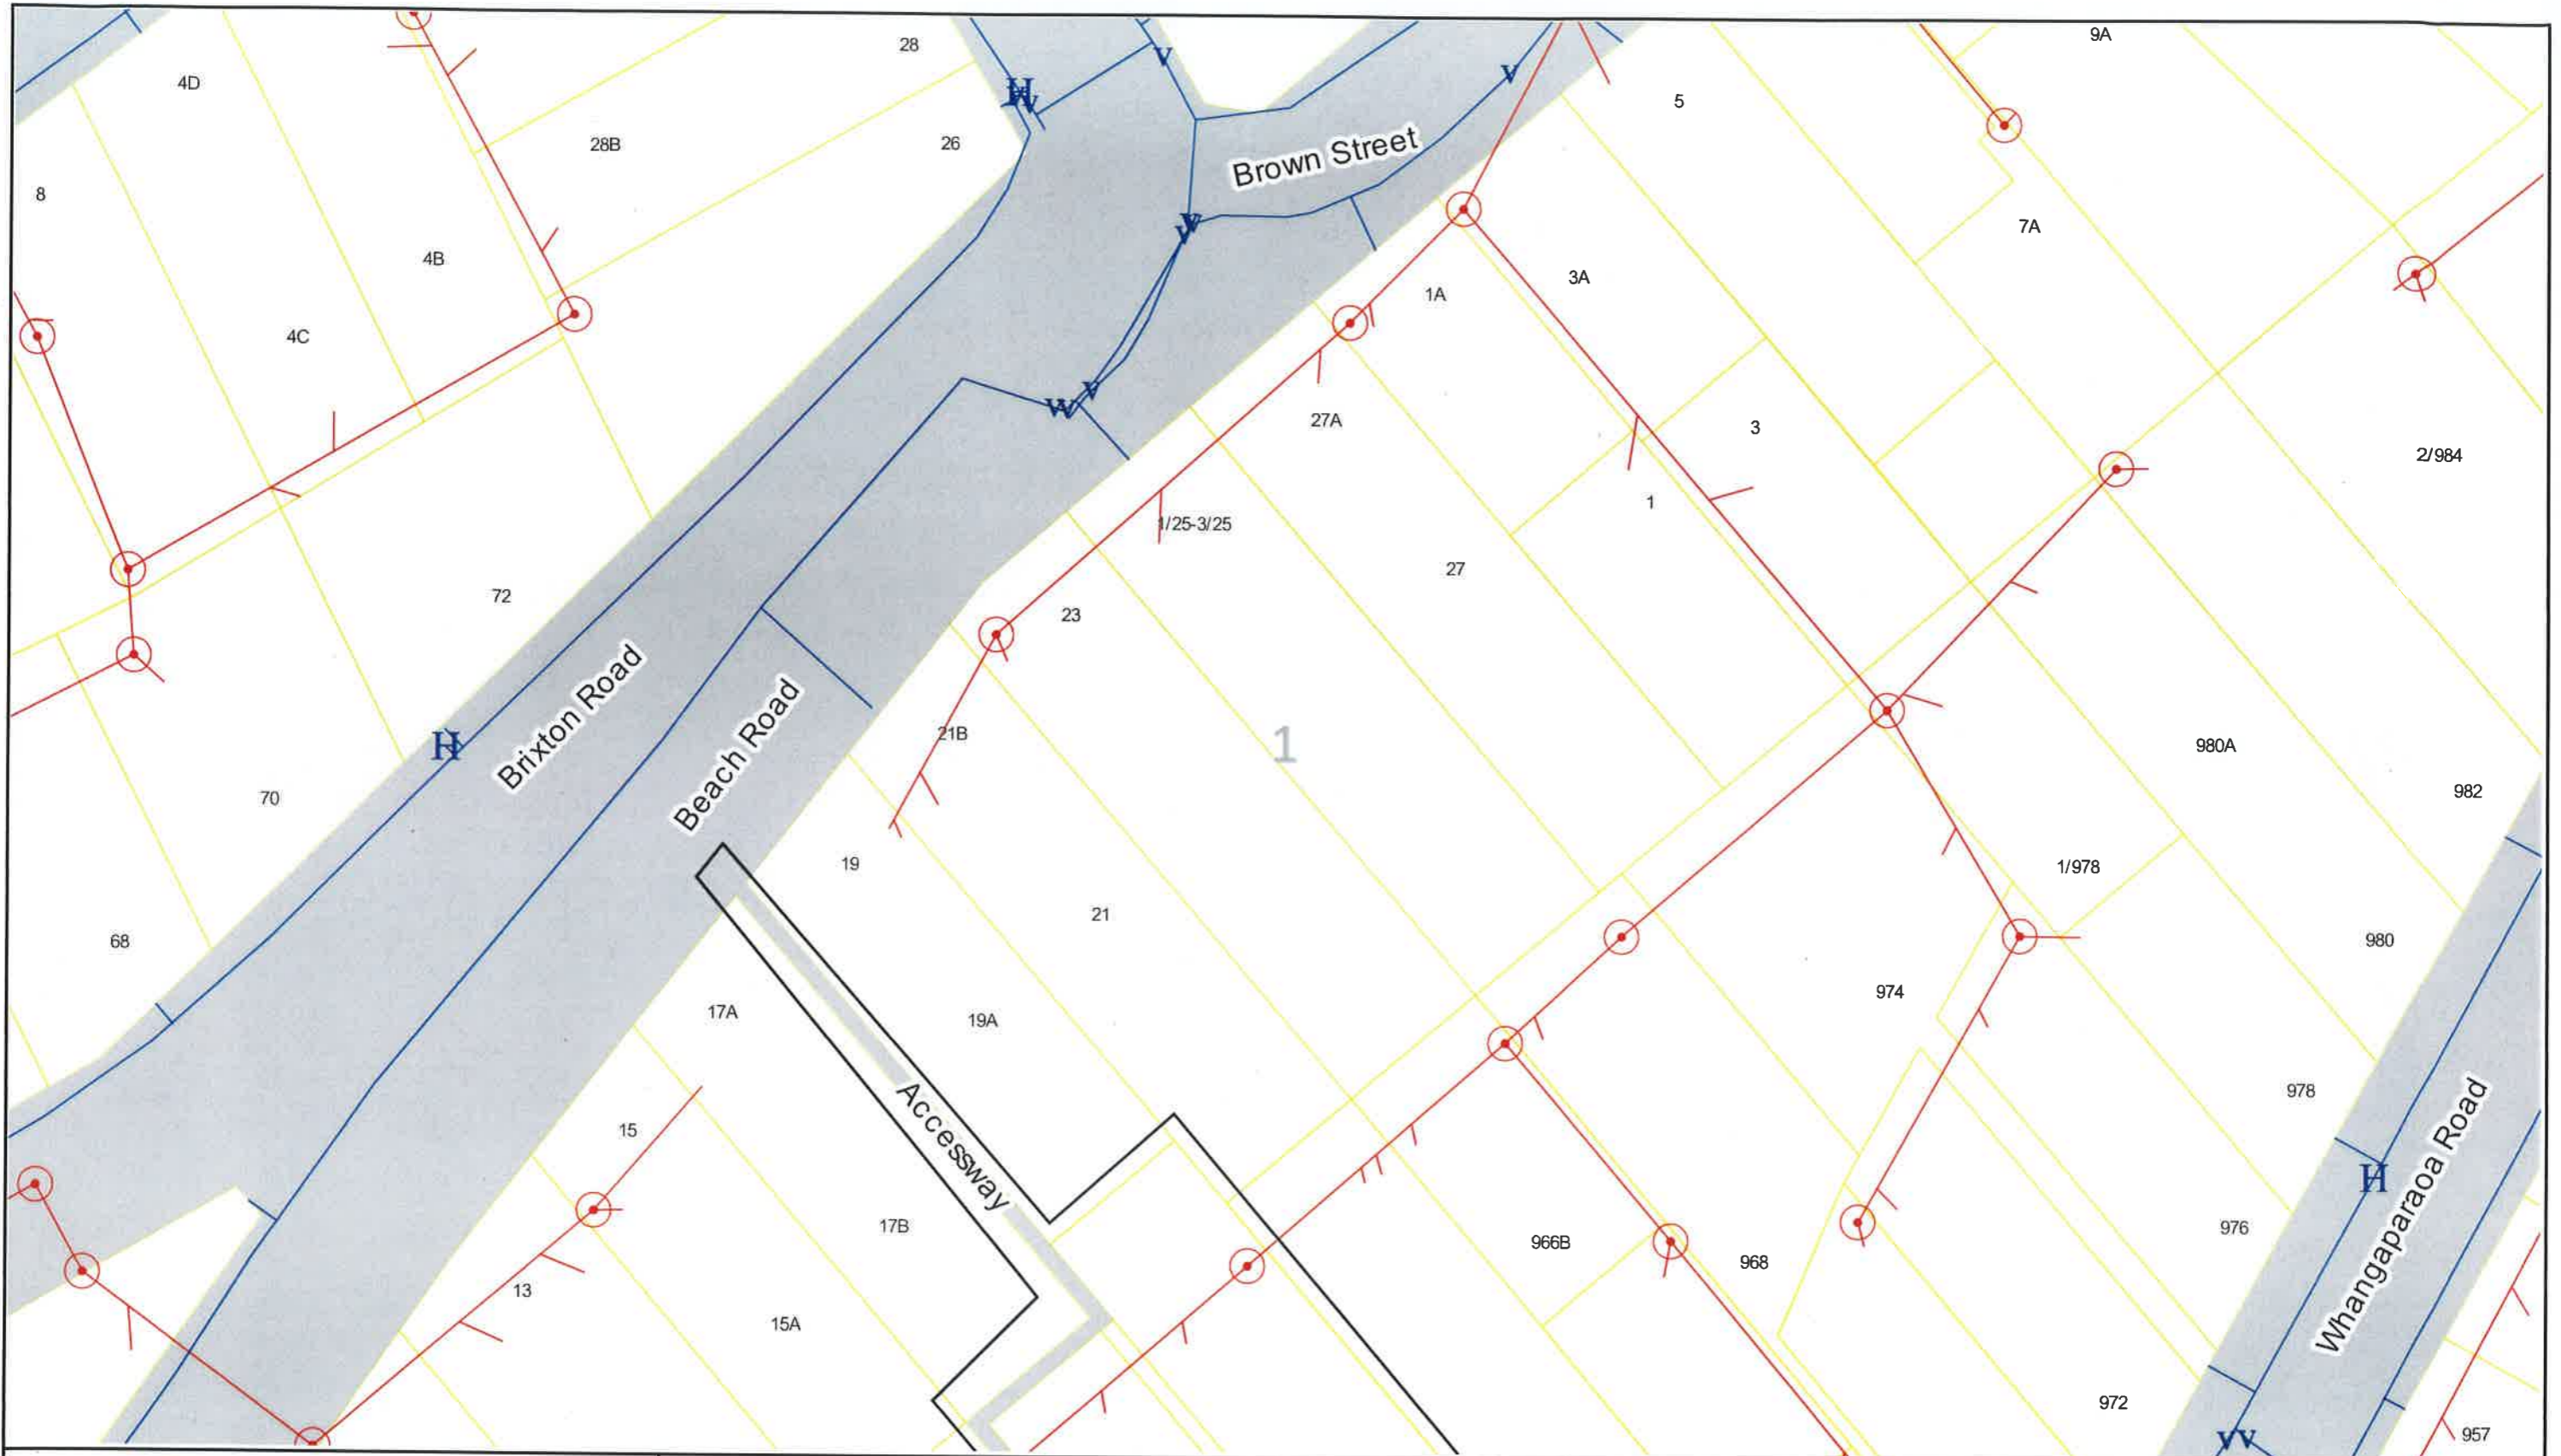 9A
28
4D
V
V
H
V
5
28B
26
Brown Street
8
V
V
7A
4B
3A
1A
4C
V
W
27A
3
2/984
1
1/25-3/25
27
72
23
21B
1
H
Brixton Road
Beach Road
980A
982
70
19
1/978
21
68
980
974
17A
19A
Accessway
15
978
H
17B
976
966B
968
13
15A
Whangaparaoa Road
972
VV
957